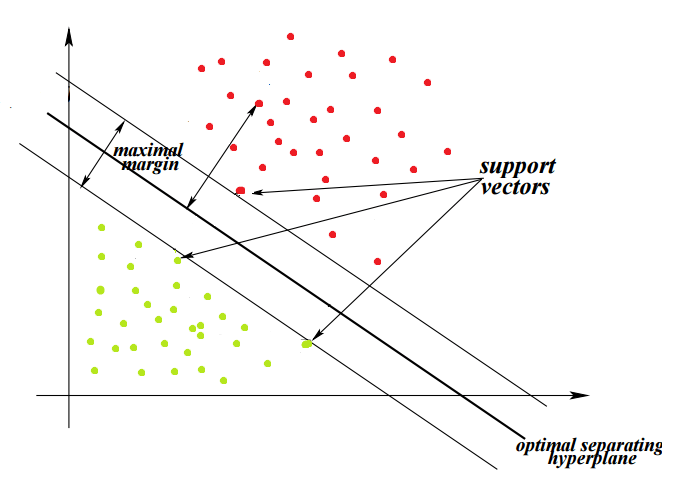 maximal
margin
support
vectors
optimal separating
hyperplane